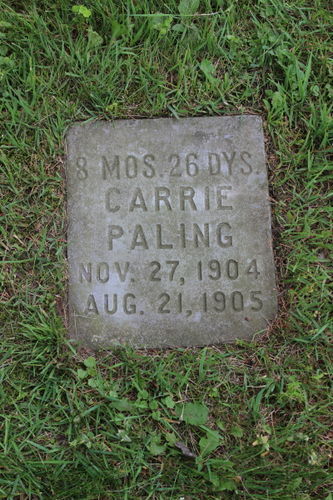 8 MOS. 26 DYS.
CARRIE
PALING
NOV. 27, 1904
AUG. 21, 1905